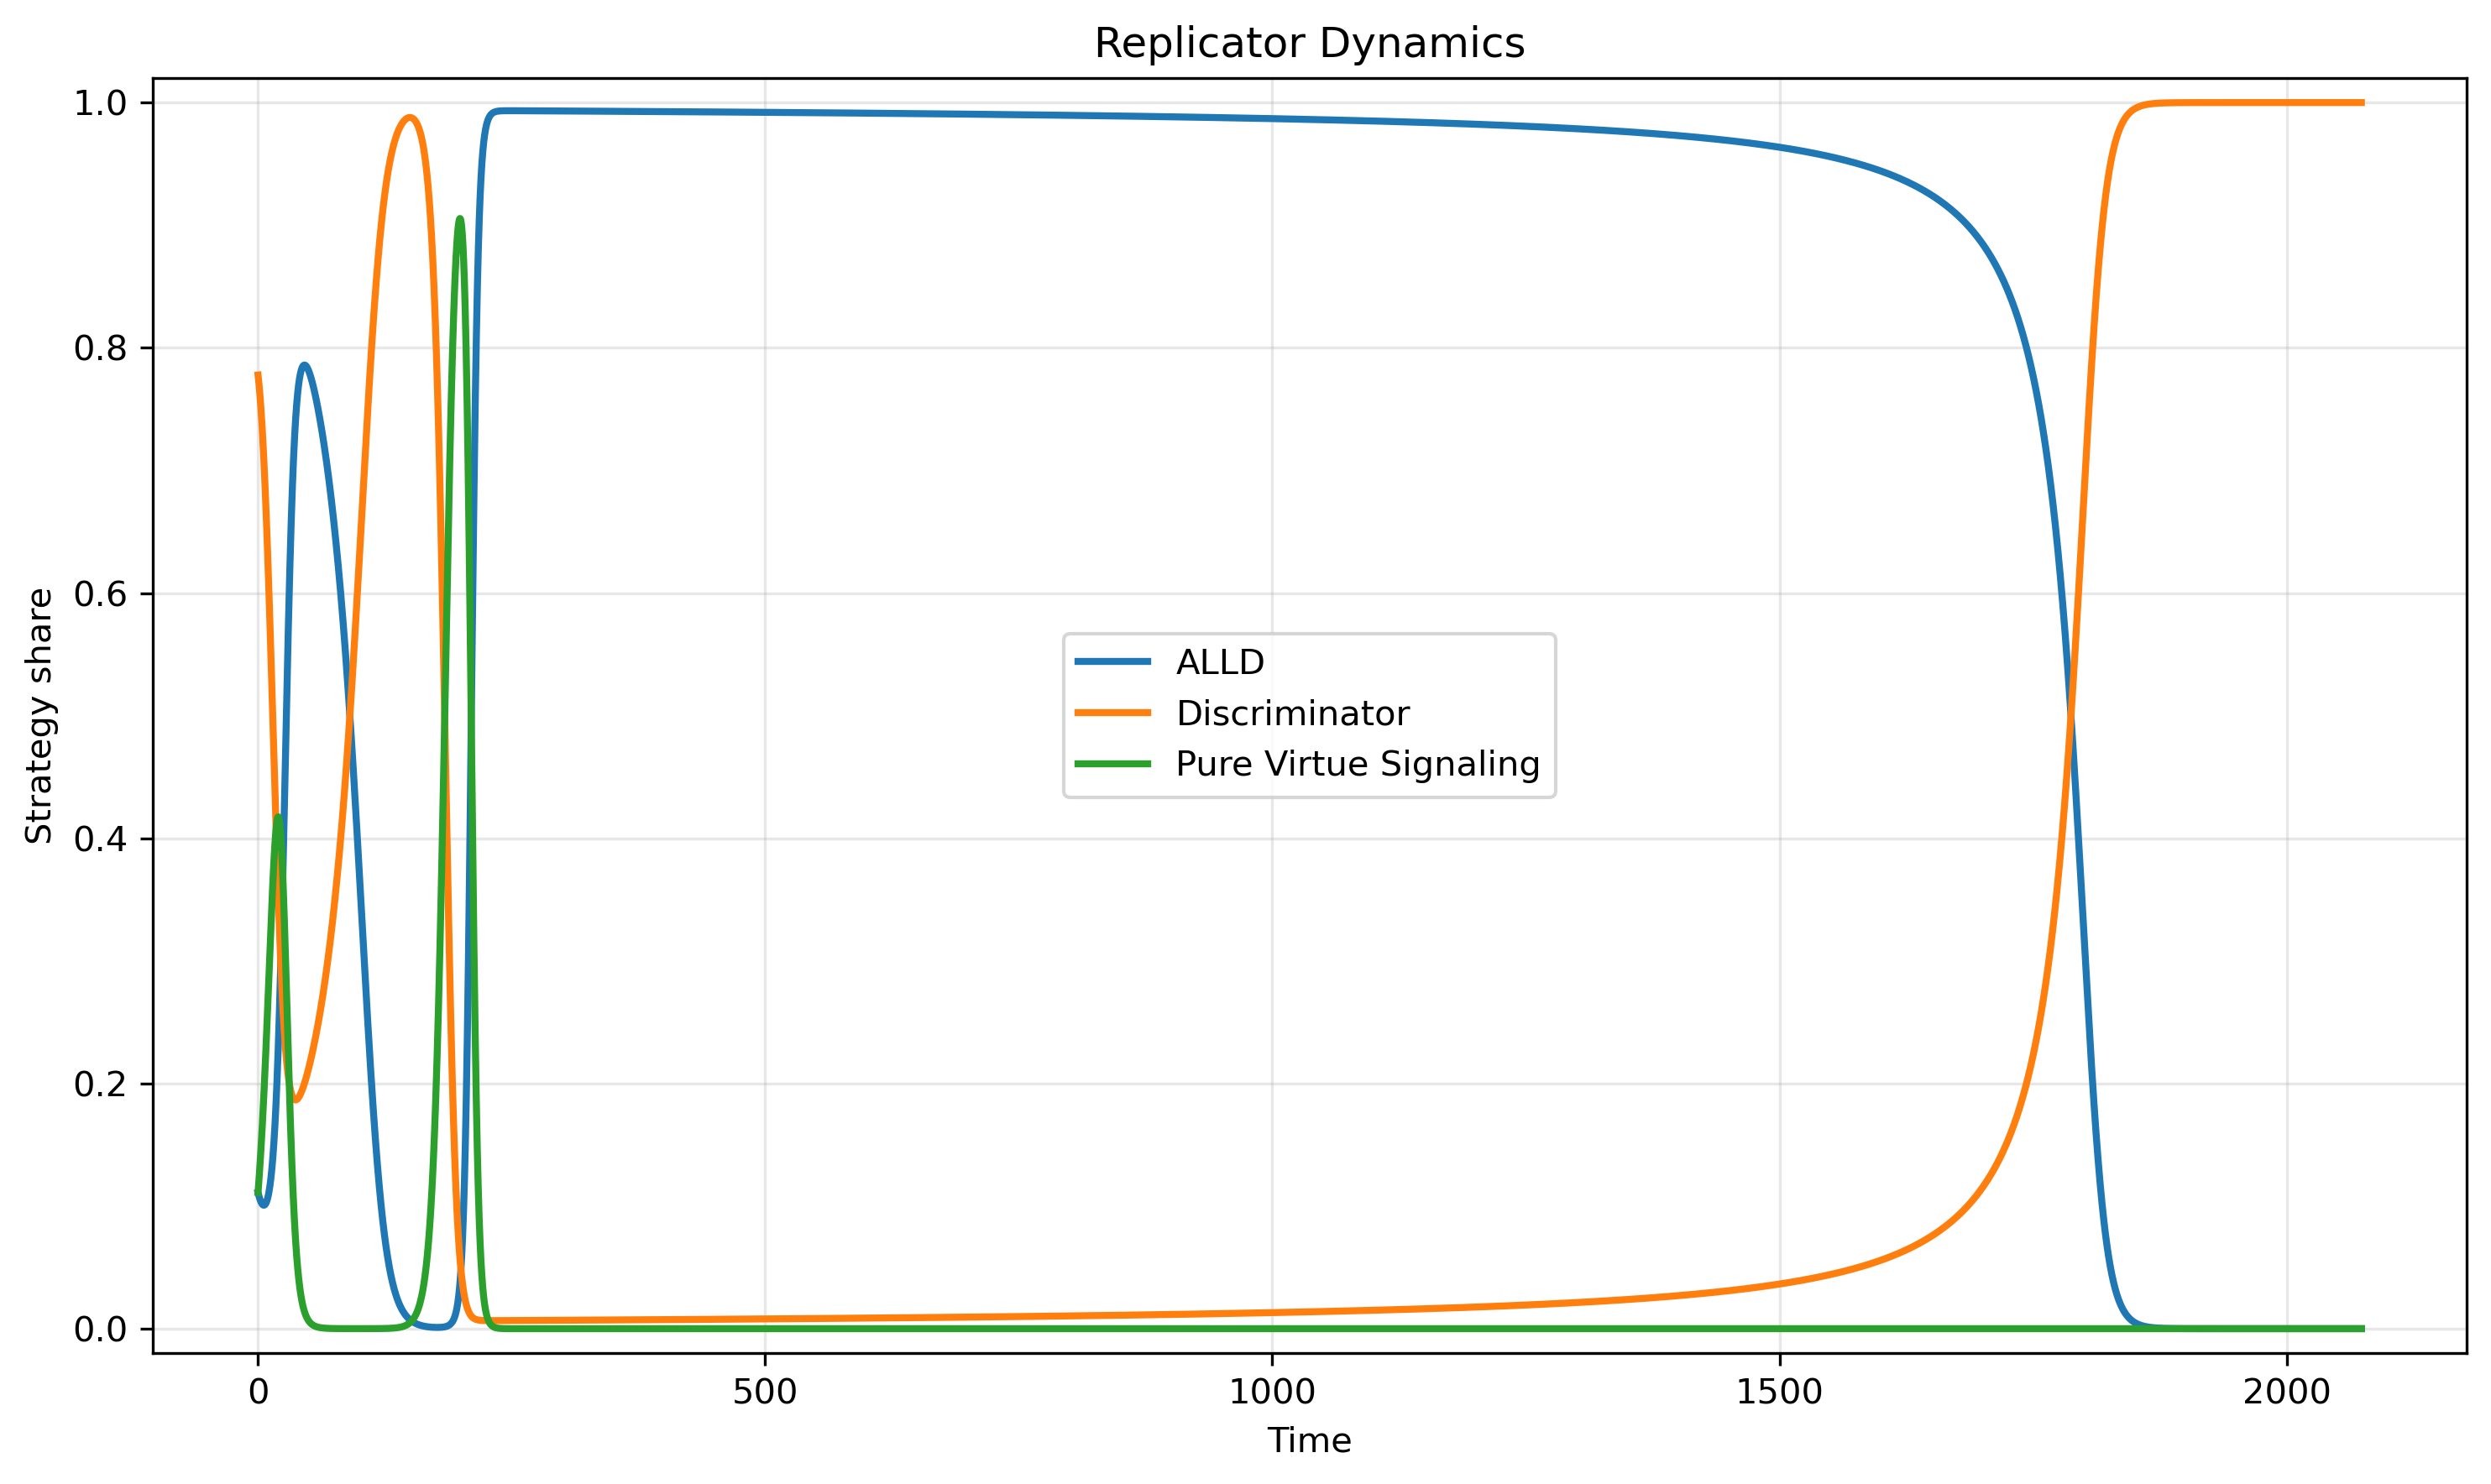 Replicator Dynamics
1.0
0.8
0.6
0.4
0.2
0.0
Strategy share
ALLD
Discriminator
Pure Virtue Signaling
0 500 1000 1500 2000
Time